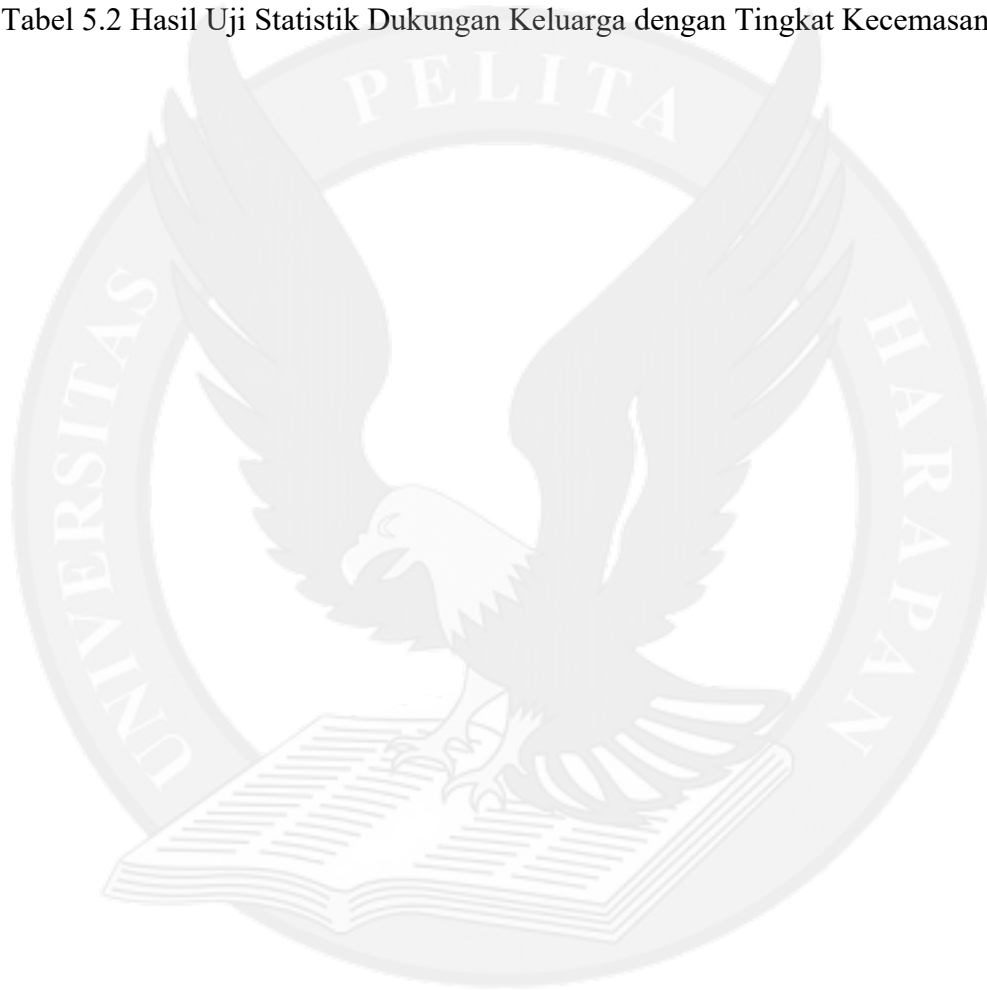 Tabel 5.2 Hasil Uji Statistik Dukungan Keluarga dengan Tingkat Kecemasan
PELITA
UNIVERSITAS
HARAPAN